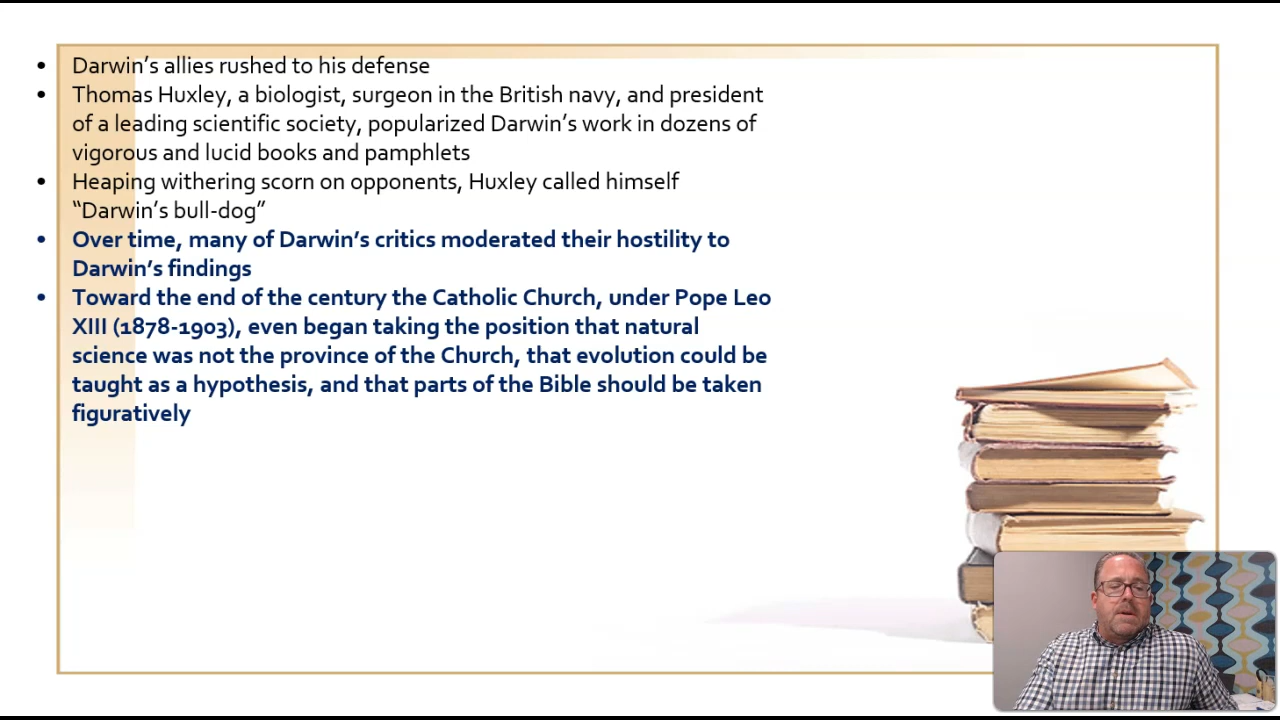 • Darwin’s allies rushed to his defense
• Thomas Huxley, a biologist, surgeon in the British navy, and president
of a leading scientific society, popularized Darwin’s work in dozens of
vigorous and lucid books and pamphlets
• Heaping withering scorn on opponents, Huxley called himself
“Darwin’s bull-dog”
• Over time, many of Darwin’s critics moderated their hostility to
Darwin’s findings
• Toward the end of the century the Catholic Church, under Pope Leo
XIII (1878-1903), even began taking the position that natural
science was not the province of the Church, that evolution could be
taught as a hypothesis, and that parts of the Bible should be taken
figuratively